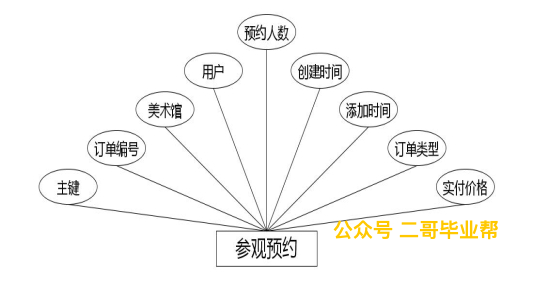 预约人数
用户
创建时间
美术馆
添加时间
订单编号
订单类型
主键
实付价格
参观预约
公众号 二哥毕业帮